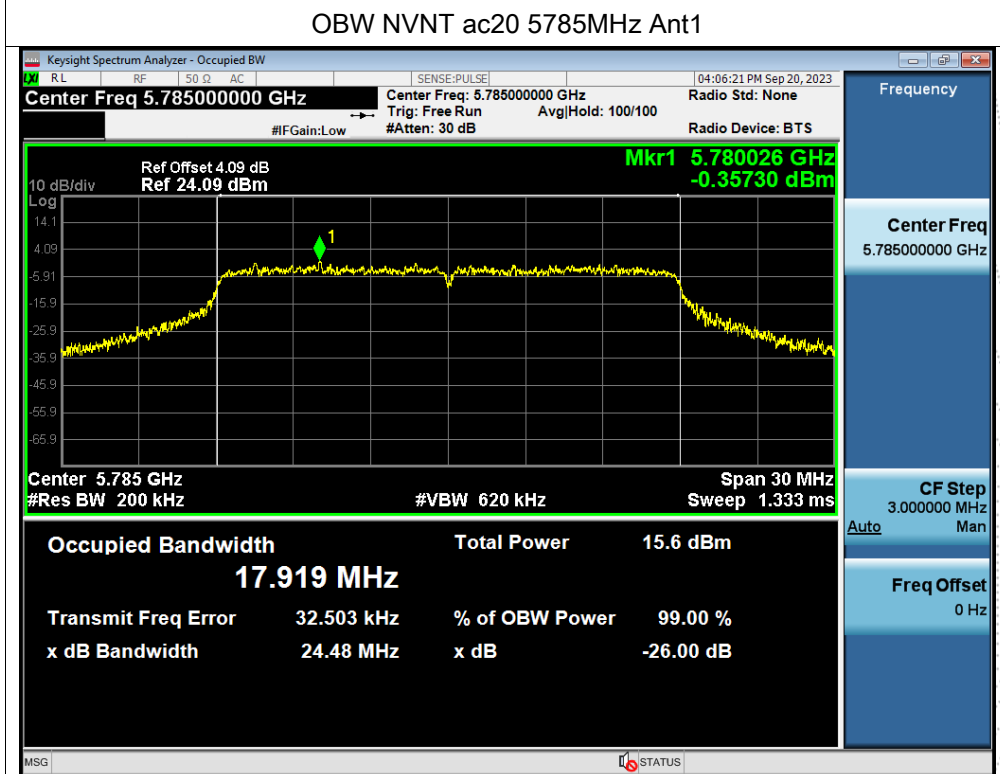 OBW NVNT ac20 5785MHz Ant1
Keysight Spectrum Analyzer - Occupied BW
LXI RL RF 50 Ω AC SENSE:PULSE 04:06:21 PM Sep 20, 2023
Center Freq 5.785000000 GHz Center Freq: 5.785000000 GHz Radio Std: None
Trig: Free Run Avg|Hold: 100/100
#IFGain:Low #Atten: 30 dB Radio Device: BTS
Ref Offset 4.09 dB Mkr1 5.780026 GHz
10 dB/div Ref 24.09 dBm -0.35730 dBm
Log
14.1
1
4.09
-5.91
-15.9
-25.9
-35.9
-45.9
-55.9
-65.9
Center 5.785 GHz Span 30 MHz
#Res BW 200 kHz #VBW 620 kHz Sweep 1.333 ms
Occupied Bandwidth Total Power 15.6 dBm
17.919 MHz
Transmit Freq Error 32.503 kHz % of OBW Power 99.00 %
x dB Bandwidth 24.48 MHz x dB -26.00 dB
Frequency
Center Freq
5.785000000 GHz
CF Step
3.000000 MHz
Auto Man
Freq Offset
0 Hz
MSG STATUS